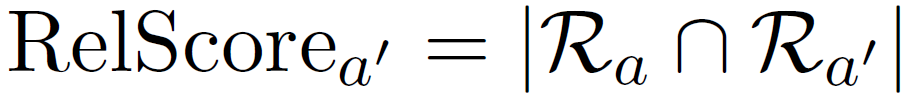 RelScore_{a′} = |ℛ_a ∩ ℛ_{a′}|